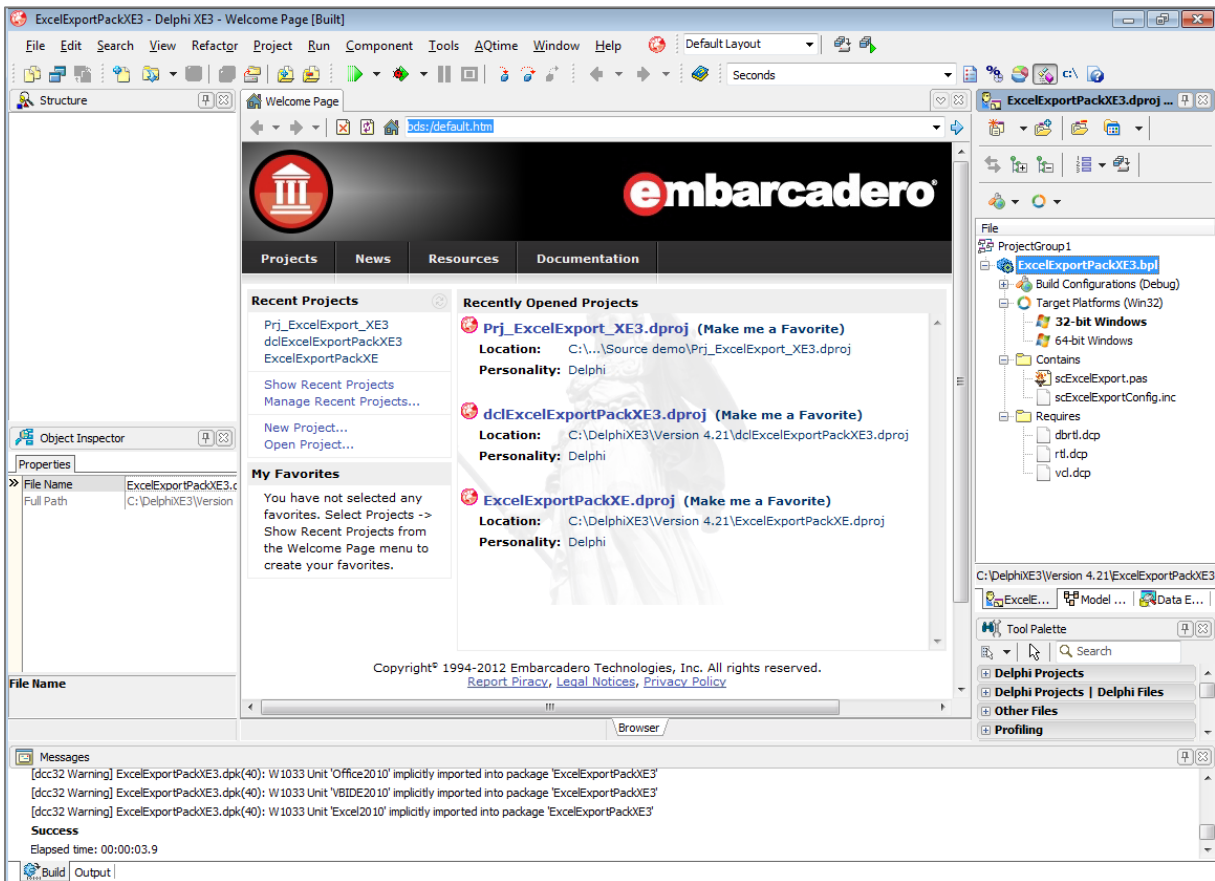 ExcelExportPackXE3 - Delphi XE3 - Welcome Page [Built]
File Edit Search View Refactor Project Run Component Tools AQtime Window Help Default Layout
Seconds
Structure
Welcome Page
bds:/default.htm
embarcadero®
Projects News Resources Documentation
Recent Projects
Prj_ExcelExport_XE3
dclExcelExportPackXE3
ExcelExportPackXE
Show Recent Projects
Manage Recent Projects...
New Project...
Open Project...
My Favorites
You have not selected any
favorites. Select Projects ->
Show Recent Projects from
the Welcome Page menu to
create your favorites.
Recently Opened Projects
Prj_ExcelExport_XE3.dproj (Make me a Favorite)
Location: C:\...\Source demo\Prj_ExcelExport_XE3.dproj
Personality: Delphi
dclExcelExportPackXE3.dproj (Make me a Favorite)
Location: C:\DelphiXE3\Version 4.21\dclExcelExportPackXE3.dproj
Personality: Delphi
ExcelExportPackXE.dproj (Make me a Favorite)
Location: C:\DelphiXE3\Version 4.21\ExcelExportPackXE.dproj
Personality: Delphi
Copyright© 1994-2012 Embarcadero Technologies, Inc. All rights reserved.
Report Piracy, Legal Notices, Privacy Policy
Browser
Object Inspector
Properties
File Name ExcelExportPackXE3.c
Full Path C:\DelphiXE3\Version
File Name
ExcelExportPackXE3.dproj ...
File
ProjectGroup1
ExcelExportPackXE3.bpl
Build Configurations (Debug)
Target Platforms (Win32)
32-bit Windows
64-bit Windows
Contains
scExcelExport.pas
scExcelExportConfig.inc
Requires
dbrtl.dcp
rtl.dcp
vcl.dcp
C:\DelphiXE3\Version 4.21\ExcelExportPackXE3
ExcelE... Model ... Data E...
Tool Palette
Search
Delphi Projects
Delphi Projects | Delphi Files
Other Files
Profiling
Messages
[dcc32 Warning] ExcelExportPackXE3.dpk(40): W1033 Unit 'Office2010' implicitly imported into package 'ExcelExportPackXE3'
[dcc32 Warning] ExcelExportPackXE3.dpk(40): W1033 Unit 'VBIDE2010' implicitly imported into package 'ExcelExportPackXE3'
[dcc32 Warning] ExcelExportPackXE3.dpk(40): W1033 Unit 'Excel2010' implicitly imported into package 'ExcelExportPackXE3'
Success
Elapsed time: 00:00:03.9
Build Output